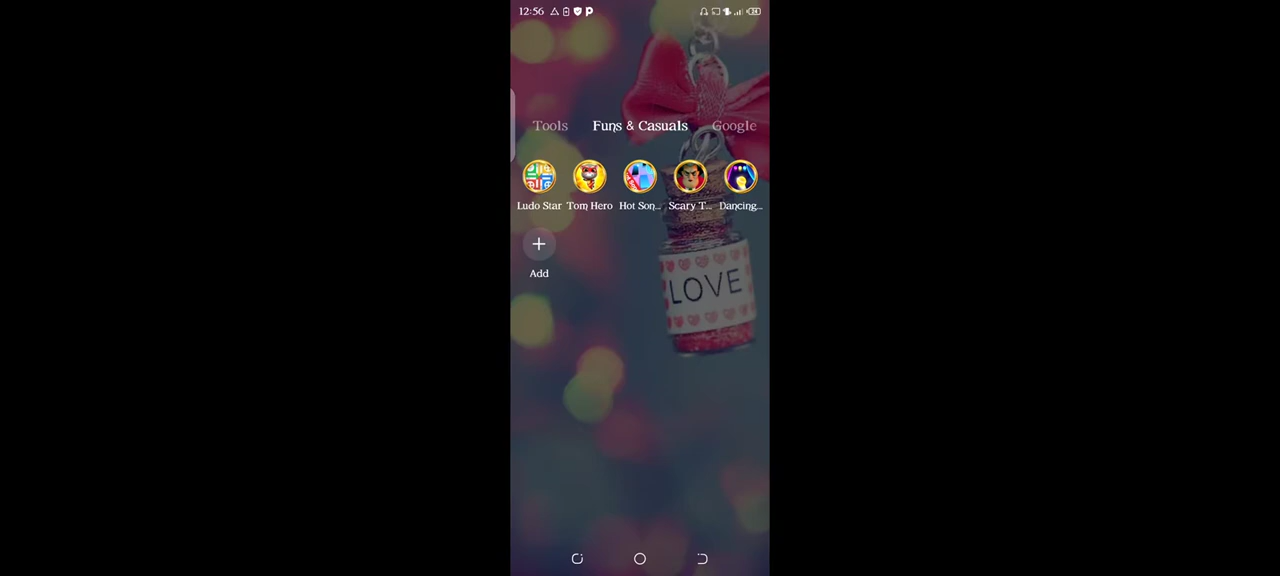 12:56
Tools Funs & Casuals Google
Ludo Star Tom Hero Hot Son... Scary T... Dancing...
Add
LOVE